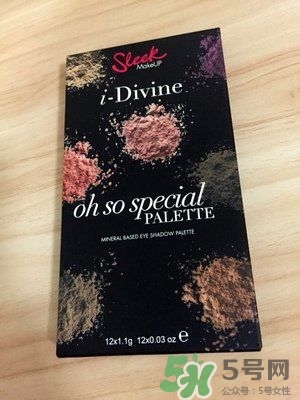 Sleek
MakeUP
i-Divine
oh so special
PALETTE
MINERAL BASED EYE SHADOW PALETTE
12x1.1g 12x0.03 oz e
5号网
公众号：5号女性